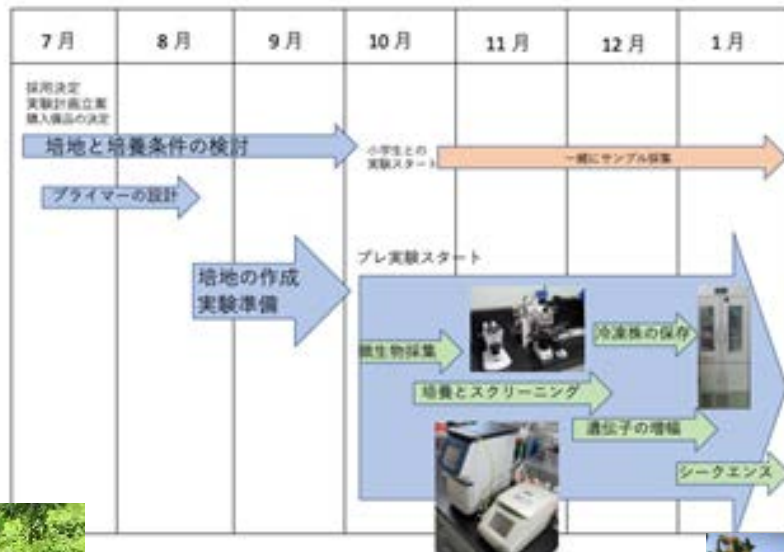 7月
8月
9月
10月
11月
12月
1月
採用決定
実験計画立案
購入備品の決定
培地と培養条件の検討
小学生との
実験スタート
一緒にサンプル採集
プライマーの設計
培地の作成
実験準備
プレ実験スタート
微生物採集
冷凍株の保存
培養とスクリーニング
遺伝子の増幅
シークエンス